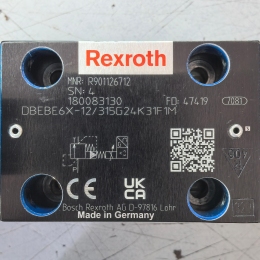 Rexroth
MNR: R901126712
SN: 4
180083130 FD: 47419 7083
DBEBE6X-12/315G24K31F1M
CE UK CA
Bosch Rexroth AG D-97816 Lohr
Made in Germany